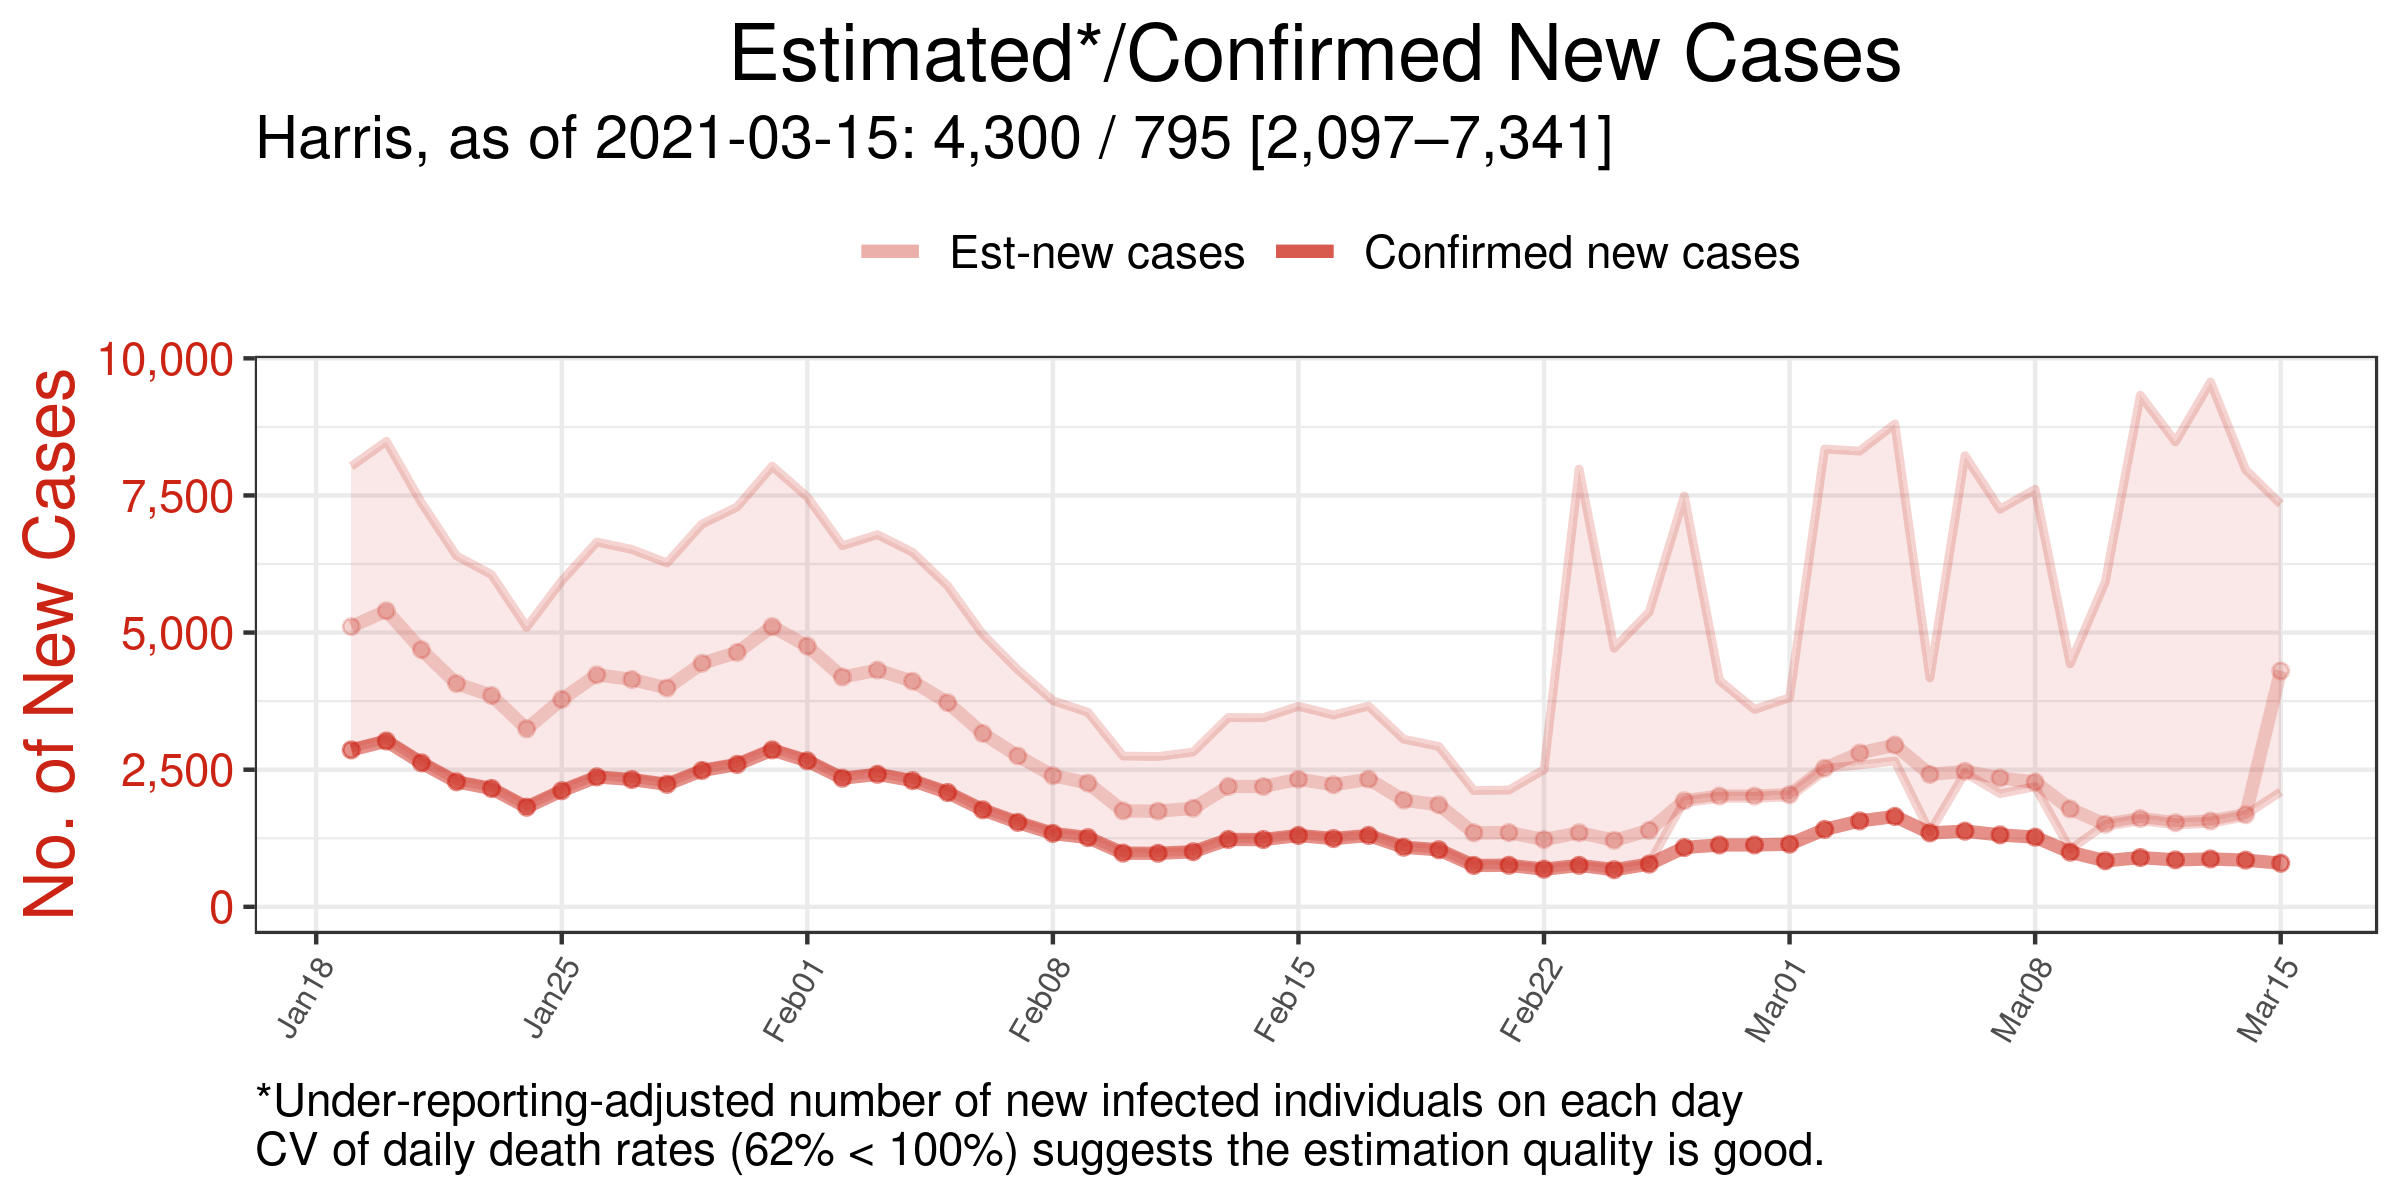 Estimated*/Confirmed New Cases
Harris, as of 2021-03-15: 4,300 / 795 [2,097–7,341]
Est-new cases
Confirmed new cases
No. of New Cases
10,000
7,500
5,000
2,500
0
Jan18
Jan25
Feb01
Feb08
Feb15
Feb22
Mar01
Mar08
Mar15
*Under-reporting-adjusted number of new infected individuals on each day
CV of daily death rates (62% < 100%) suggests the estimation quality is good.